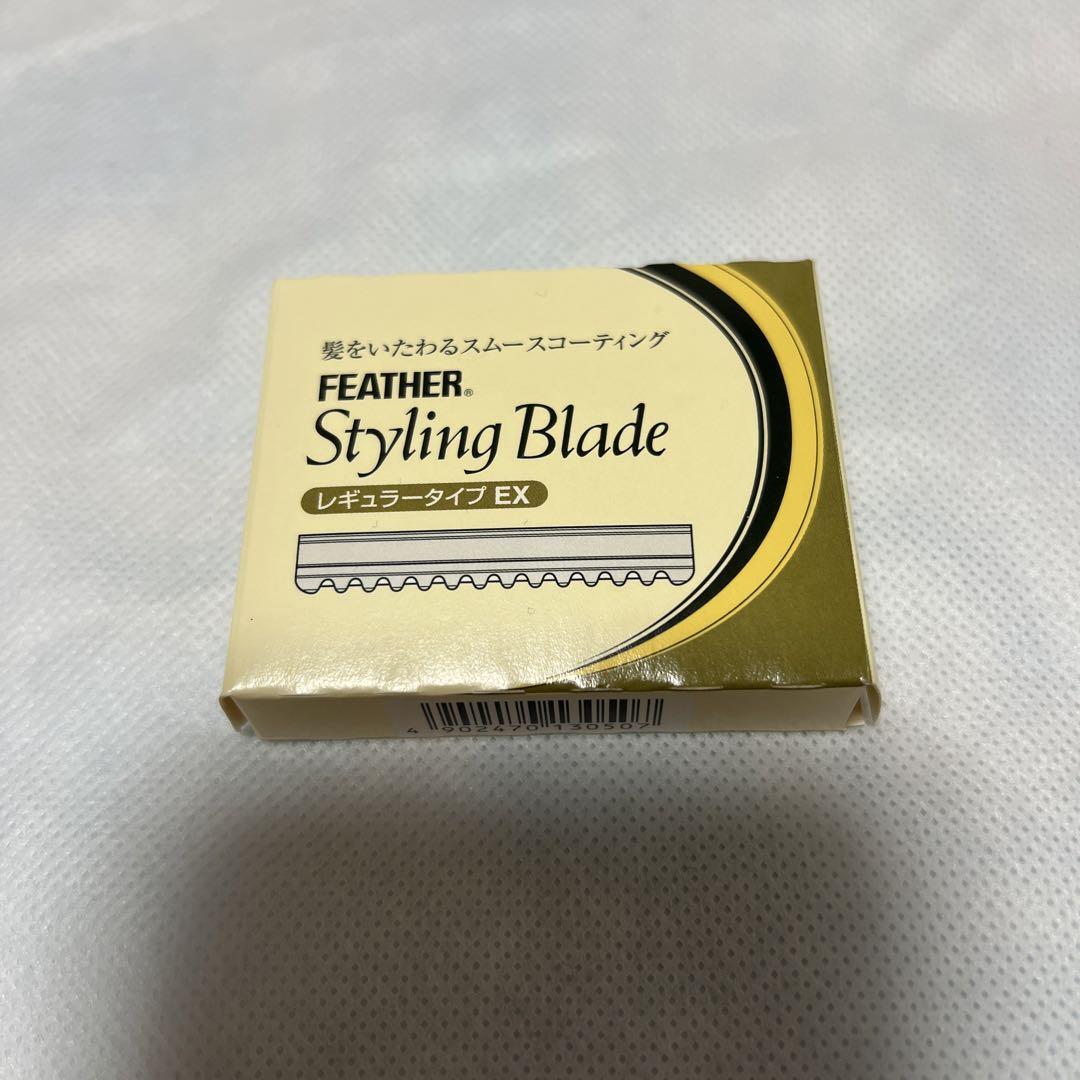 髪をいたわるスムースコーティング
FEATHER®
Styling Blade
レギュラータイプ EX
4 902470 130507